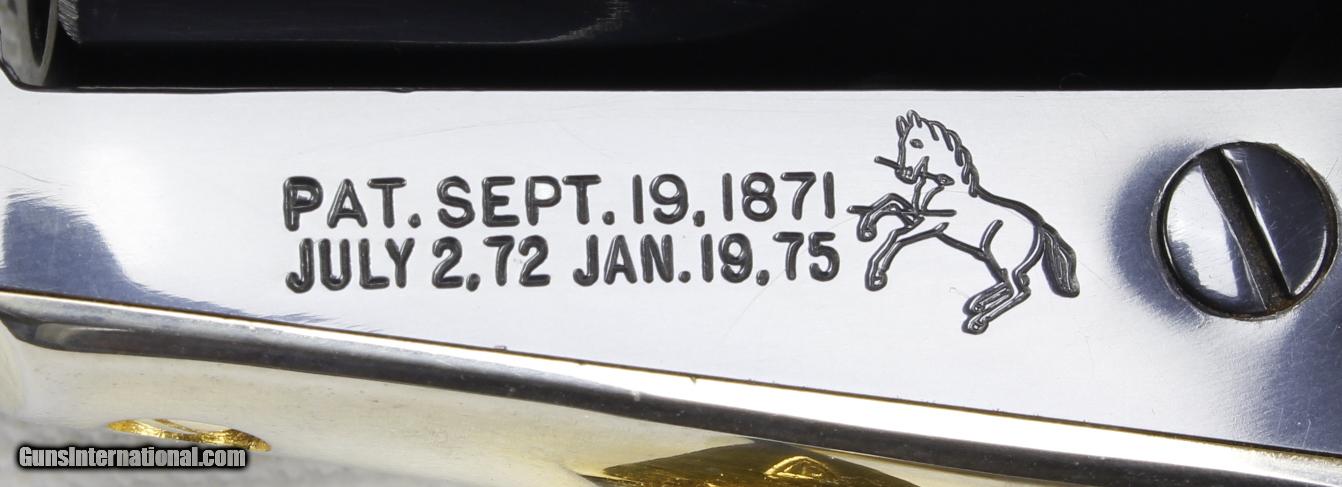 PAT. SEPT. 19, 1871
JULY 2, 72 JAN. 19, 75
GunsInternational.com